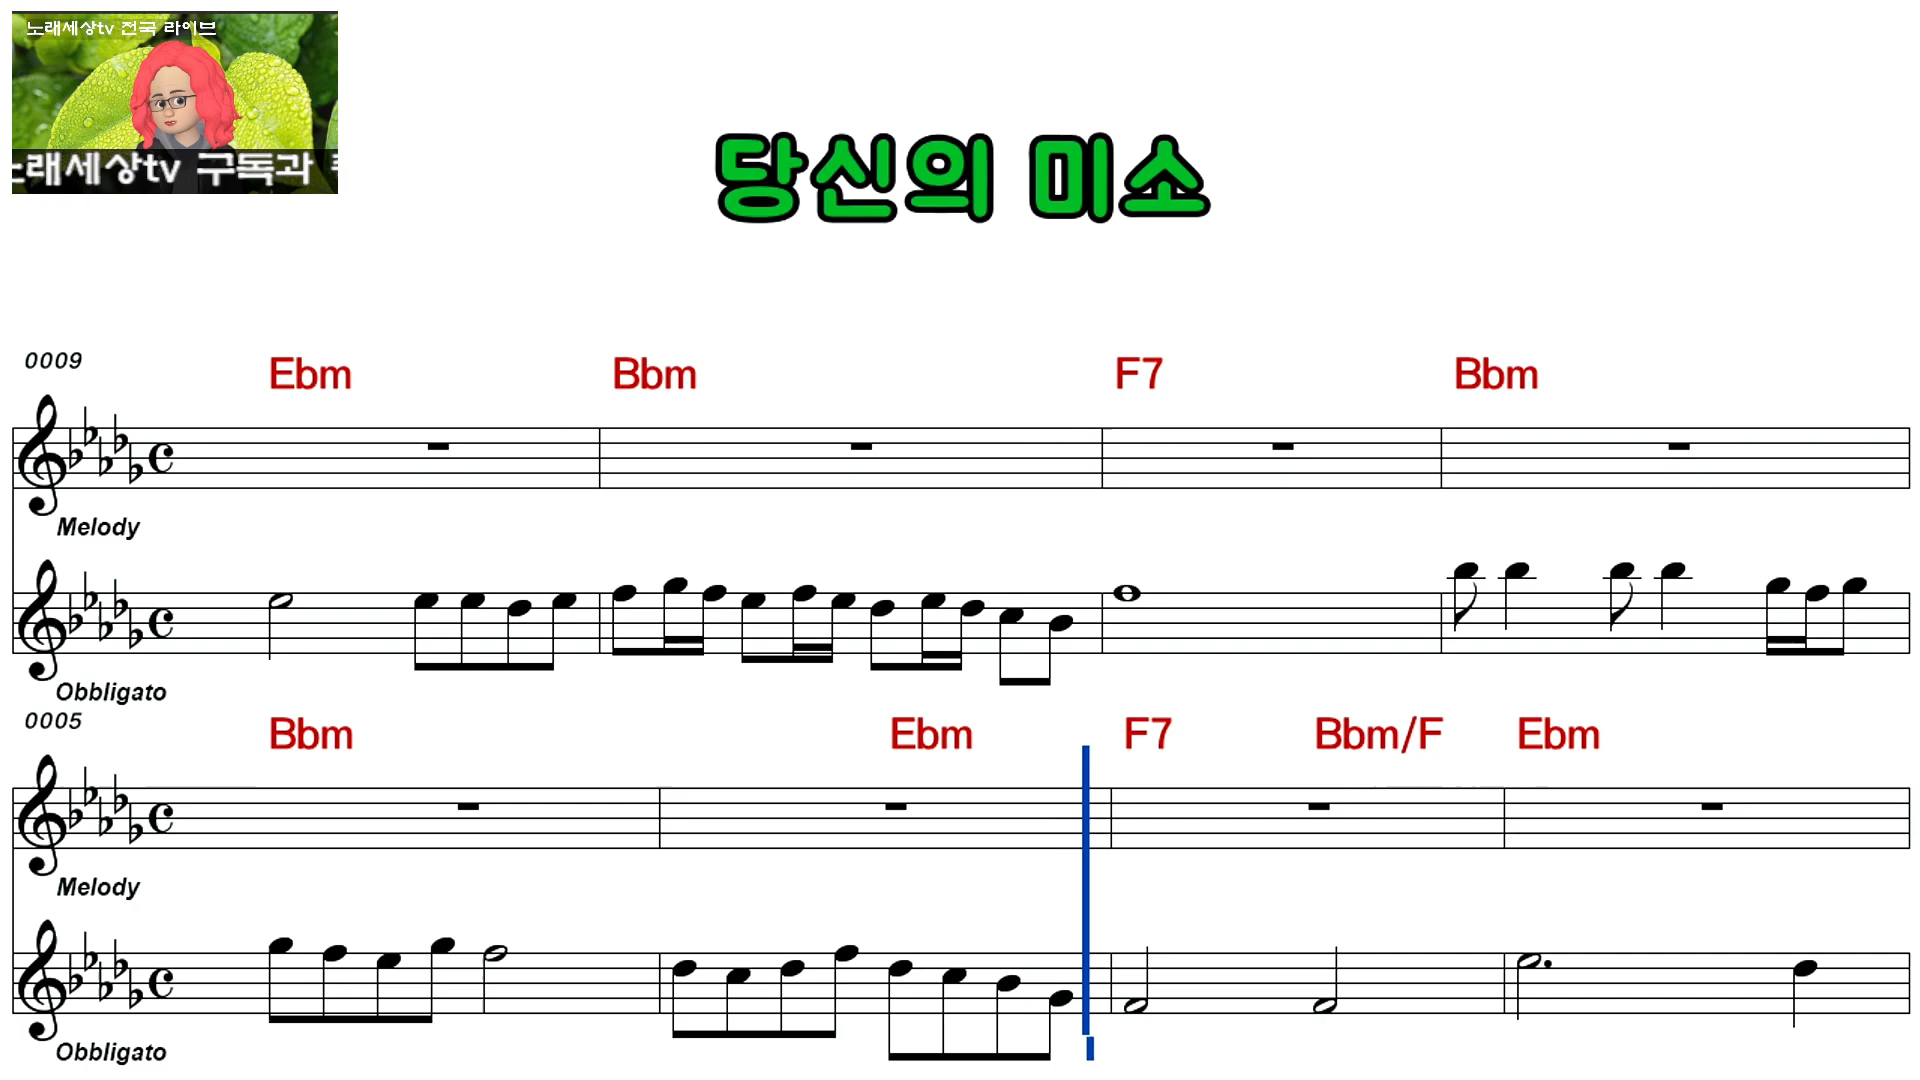 노래세상tv 전국 라이브
노래세상tv 구독과
당신의 미소
0009
Ebm Bbm F7 Bbm
Melody
Obbligato
0005
Bbm Ebm F7 Bbm/F Ebm
Melody
Obbligato